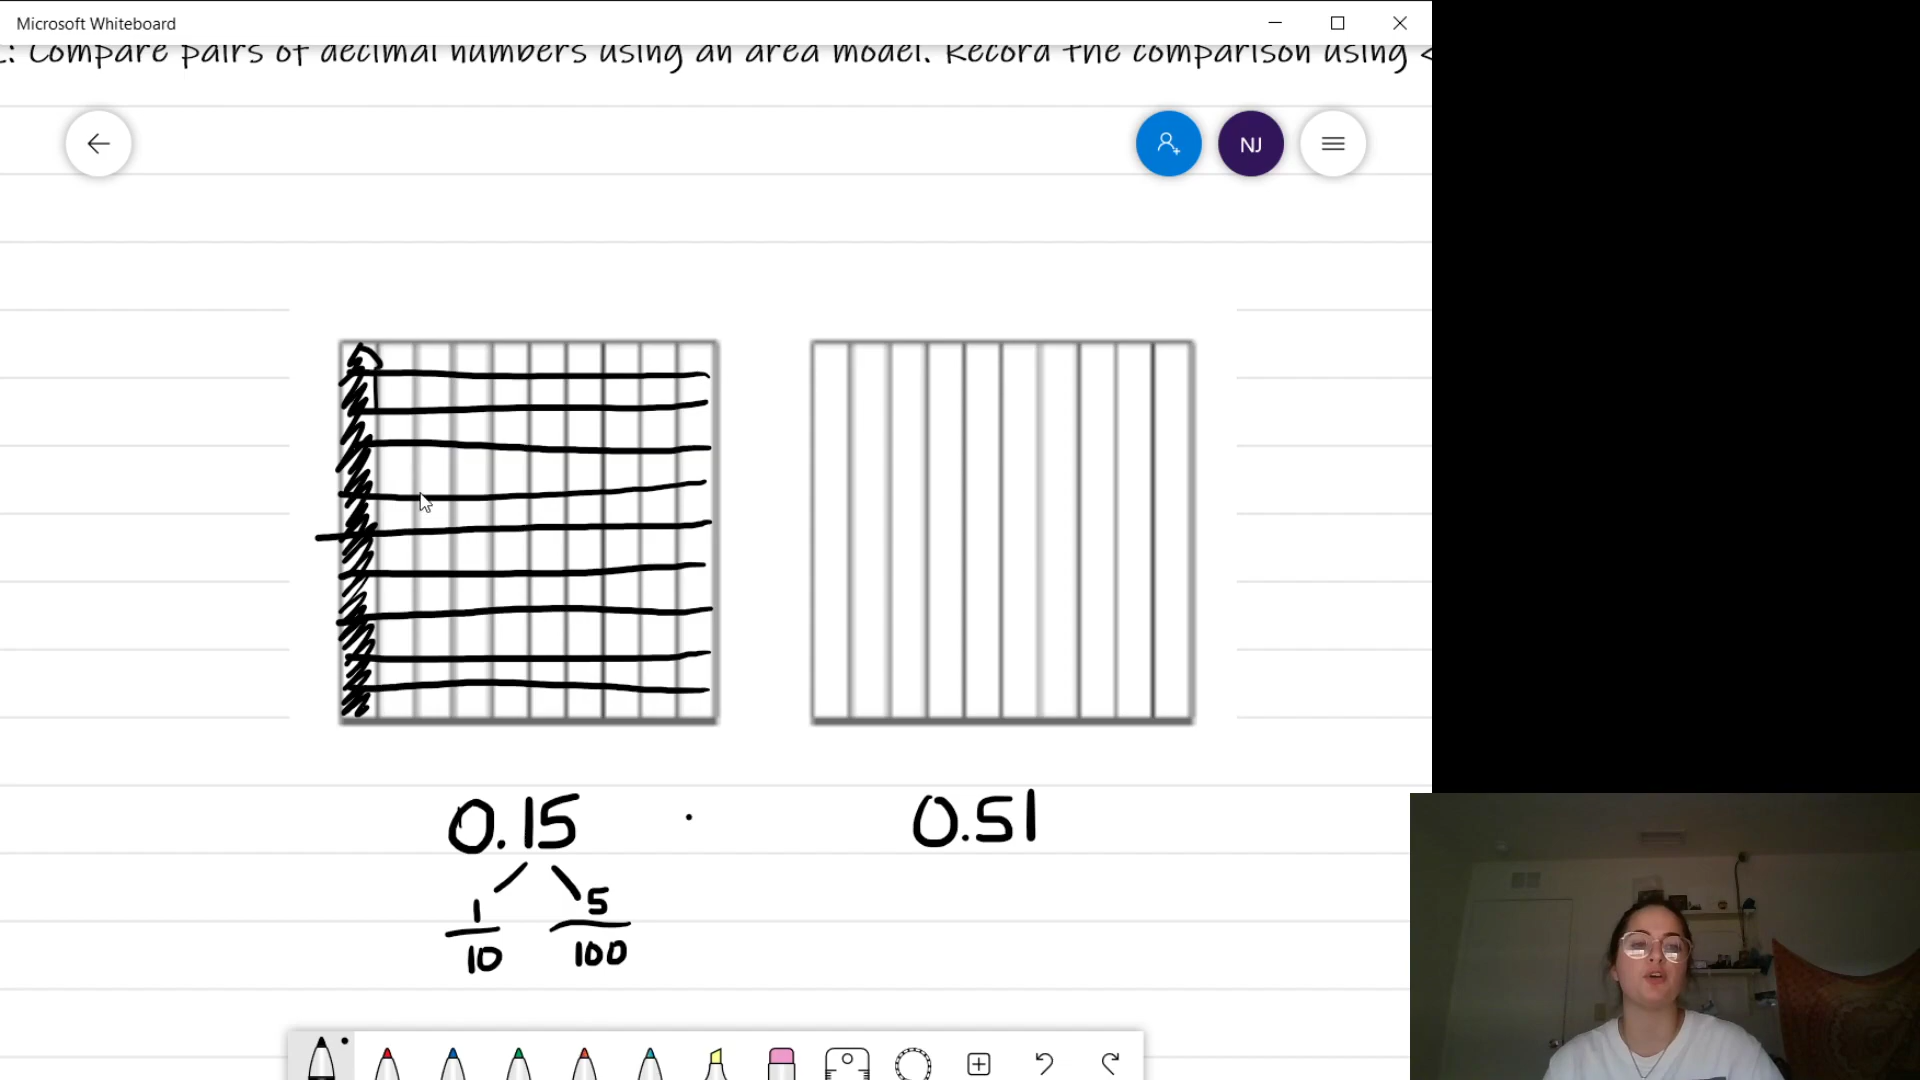 Microsoft Whiteboard
: Compare pairs of decimal numbers using an area model. Record the comparison using <
NJ
0.15 0.51
1 5
10 100